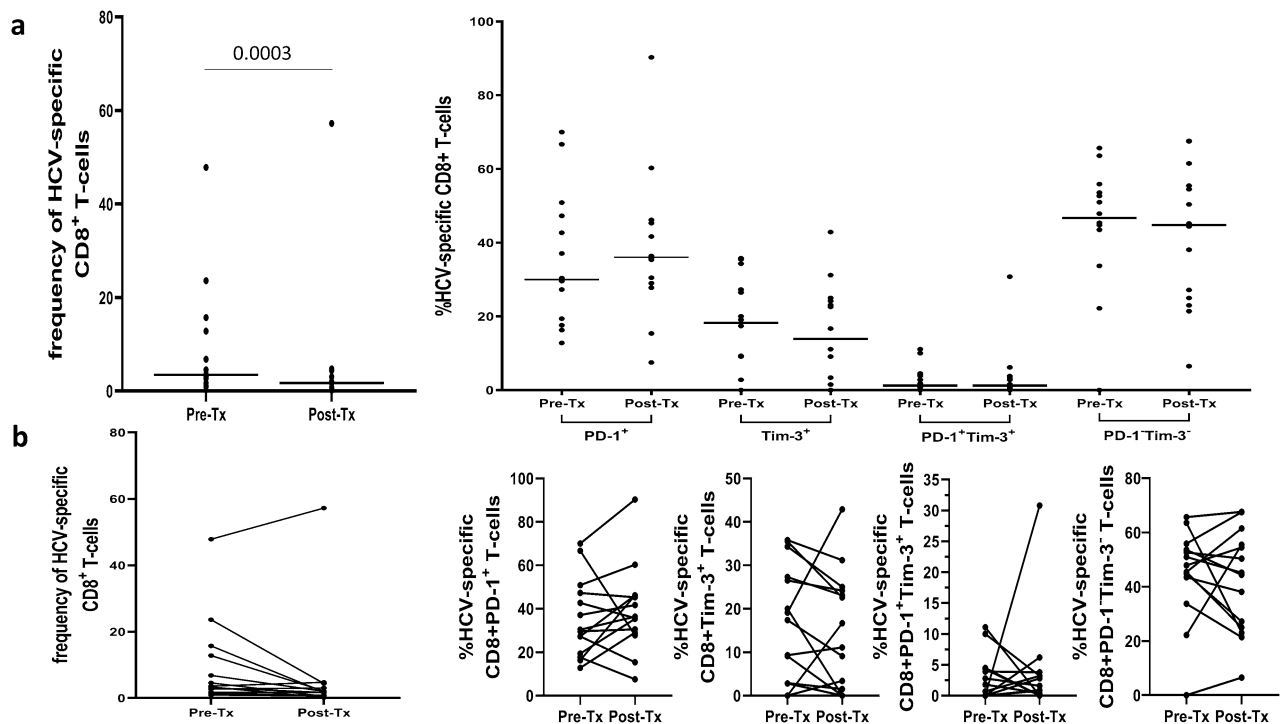 a
frequency of HCV-specific
CD8+ T-cells
80
60
40
20
0
0.0003
Pre-Tx
Post-Tx
%HCV-specific CD8+ T-cells
100
80
60
40
20
0
Pre-Tx Post-Tx Pre-Tx Post-Tx Pre-Tx Post-Tx Pre-Tx Post-Tx
PD-1+ Tim-3+ PD-1+Tim-3+ PD-1-Tim-3-
b
frequency of HCV-specific
CD8+ T-cells
80
60
40
20
0
Pre-Tx
Post-Tx
%HCV-specific
CD8+PD-1+ T-cells
100
80
60
40
20
0
Pre-Tx Post-Tx
%HCV-specific
CD8+Tim-3+ T-cells
50
40
30
20
10
0
Pre-Tx Post-Tx
%HCV-specific
CD8+PD-1+Tim-3+ T-cells
35
30
25
20
15
10
5
0
Pre-Tx Post-Tx
%HCV-specific
CD8+PD-1-Tim-3- T-cells
80
60
40
20
0
Pre-Tx Post-Tx